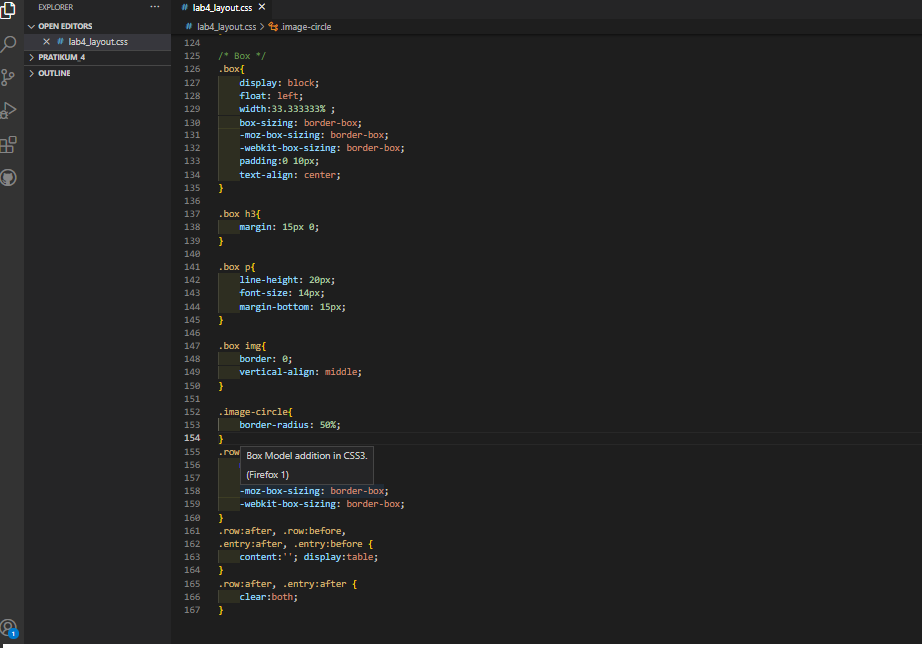 EXPLORER ...
OPEN EDITORS
# lab4_layout.css
PRATIKUM_4
OUTLINE
1
# lab4_layout.css
# lab4_layout.css > .image-circle
124
125 /* Box */
126 .box{
127 display: block;
128 float: left;
129 width:33.333333% ;
130 box-sizing: border-box;
131 -moz-box-sizing: border-box;
132 -webkit-box-sizing: border-box;
133 padding:0 10px;
134 text-align: center;
135 }
136
137 .box h3{
138 margin: 15px 0;
139 }
140
141 .box p{
142 line-height: 20px;
143 font-size: 14px;
144 margin-bottom: 15px;
145 }
146
147 .box img{
148 border: 0;
149 vertical-align: middle;
150 }
151
152 .image-circle{
153 border-radius: 50%;
154 }
155 .row
Box Model addition in CSS3.
156
(Firefox 1)
157
158 -moz-box-sizing: border-box;
159 -webkit-box-sizing: border-box;
160 }
161 .row:after, .row:before,
162 .entry:after, .entry:before {
163 content:''; display:table;
164 }
165 .row:after, .entry:after {
166 clear:both;
167 }